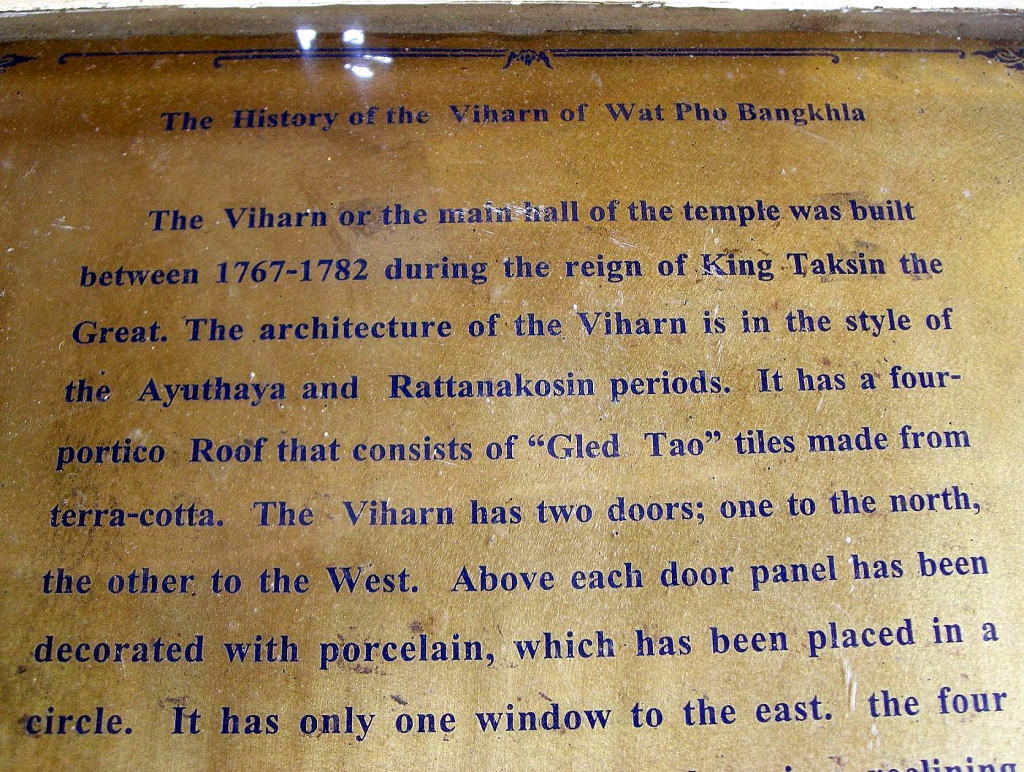 The History of the Viharn of Wat Pho Bangkhla
The Viharn or the main hall of the temple was built
between 1767-1782 during the reign of King Taksin the
Great. The architecture of the Viharn is in the style of
the Ayuthaya and Rattanakosin periods. It has a four-
portico Roof that consists of “Gled Tao” tiles made from
terra-cotta. The Viharn has two doors; one to the north,
the other to the West. Above each door panel has been
decorated with porcelain, which has been placed in a
circle. It has only one window to the east. the four
reclining